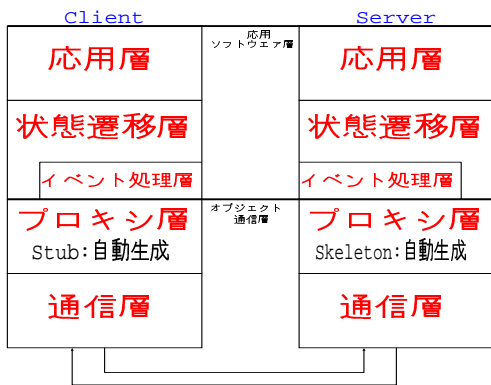 Client
Server
応用
ソフトウエア層
応用層
応用層
状態遷移層
状態遷移層
イベント処理層
イベント処理層
オブジェクト
通信層
プロキシ層
Stub:自動生成
プロキシ層
Skeleton:自動生成
通信層
通信層